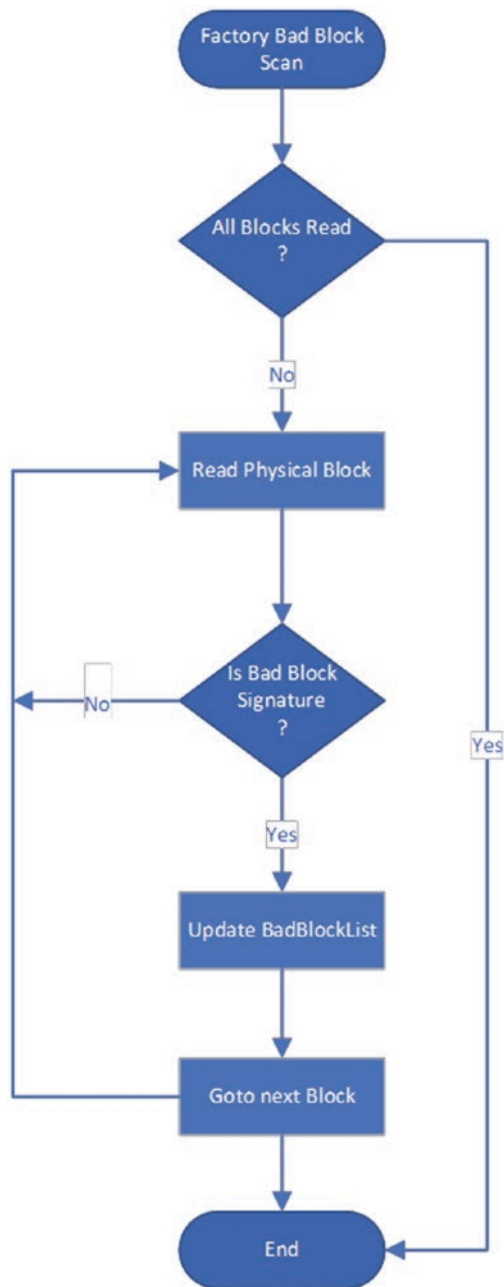 Factory Bad Block
Scan
All Blocks Read
?
No
Read Physical Block
Is Bad Block
Signature
?
No
Yes
Yes
Update BadBlockList
Goto next Block
End